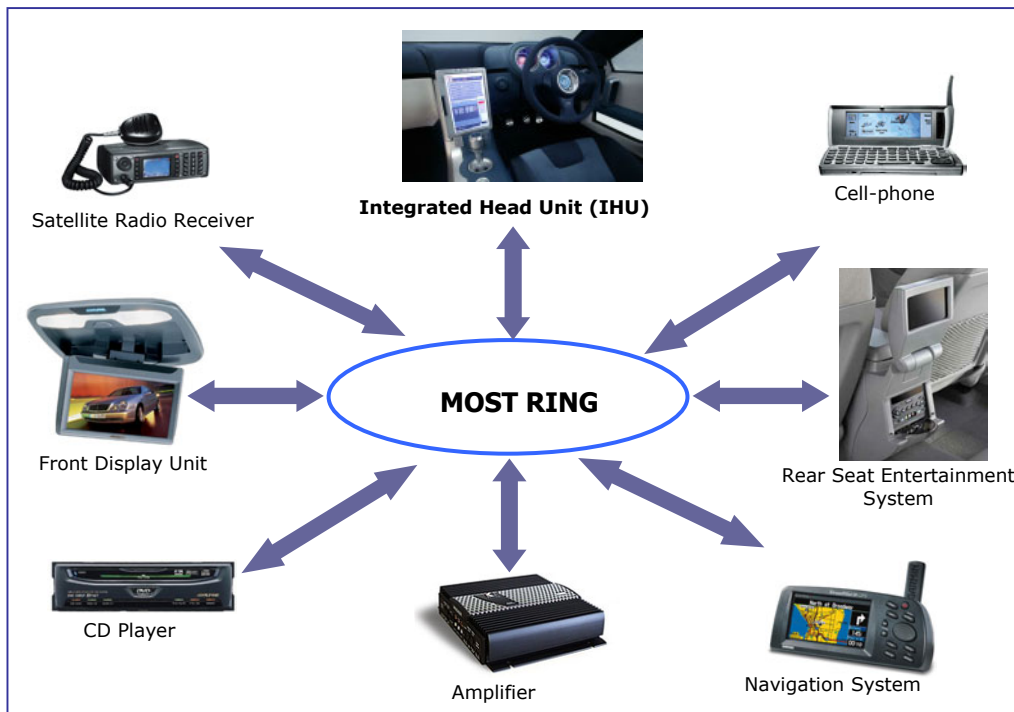 Integrated Head Unit (IHU)
Satellite Radio Receiver
Cell-phone
MOST RING
Front Display Unit
Rear Seat Entertainment
System
CD Player
Amplifier
Navigation System